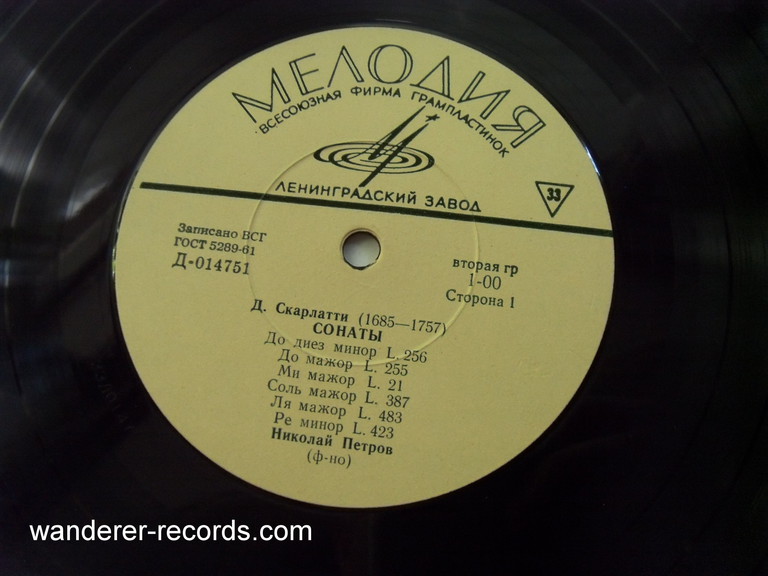 МЕЛОДИЯ
ВСЕСОЮЗНАЯ ФИРМА ГРАМПЛАСТИНОК
ЛЕНИНГРАДСКИЙ ЗАВОД
33
Записано ВСГ
ГОСТ 5289-61
Д-014751
вторая гр
1-00
Сторона 1
Д. Скарлатти (1685—1757)
СОНАТЫ
До диез минор L. 256
До мажор L. 255
Ми мажор L. 21
Соль мажор L. 387
Ля мажор L. 483
Ре минор L. 423
Николай Петров
(ф-но)
wanderer-records.com